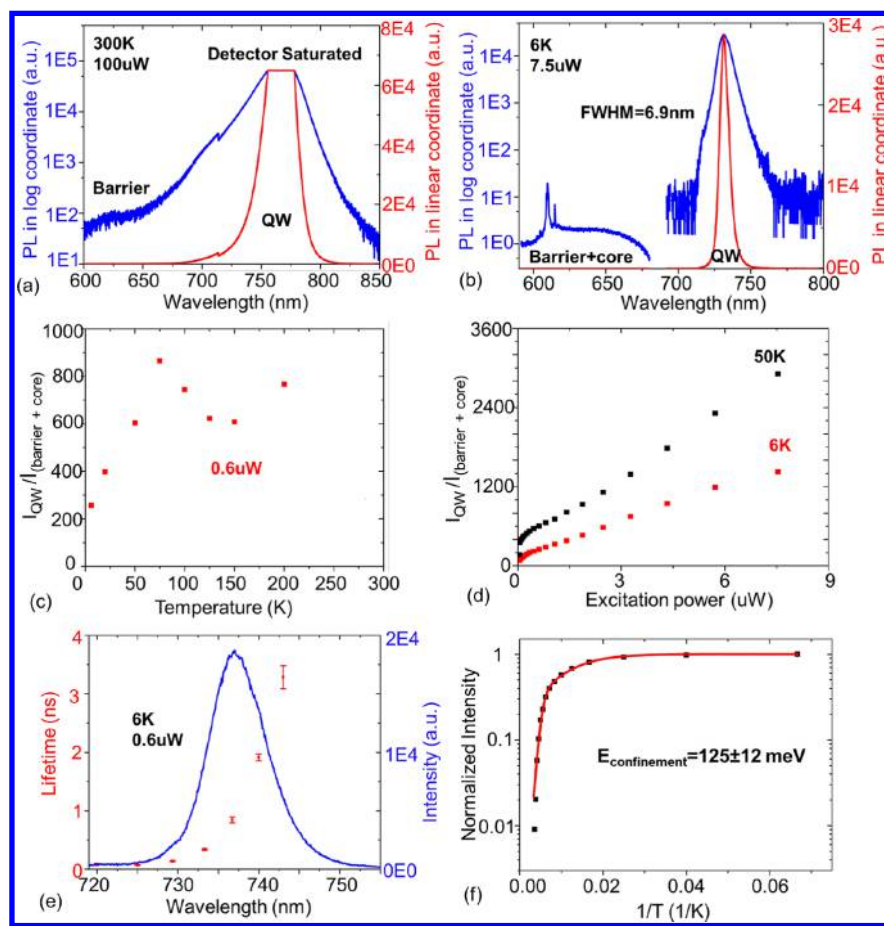 300K
100uW
Detector Saturated
Barrier
QW
1E5
1E4
1E3
1E2
1E1
8E4
6E4
4E4
2E4
0E0
PL in log coordinate (a.u.)
PL in linear coordinate (a.u.)
600 650 700 750 800 850
(a) Wavelength (nm)
6K
7.5uW
FWHM=6.9nm
Barrier+core
QW
1E4
1E3
1E2
1E1
1E0
3E4
2E4
1E4
0E0
PL in log coordinate (a.u.)
PL in linear coordinate (a.u.)
600 650 700 750 800
(b) Wavelength (nm)
1000
800
600
400
200
0
I_QW/I_(barrier + core)
0.6uW
0 50 100 150 200 250 300
(c) Temperature (K)
3600
2400
1200
0
I_QW/I_(barrier + core)
50K
6K
0 3 6 9
(d) Excitation power (uW)
4
3
2
1
0
Lifetime (ns)
6K
0.6uW
2E4
1E4
0E0
Intensity (a.u.)
720 730 740 750
(e) Wavelength (nm)
1
0.1
0.01
Normalized Intensity
E_confinement=125±12 meV
0.00 0.02 0.04 0.06
(f) 1/T (1/K)